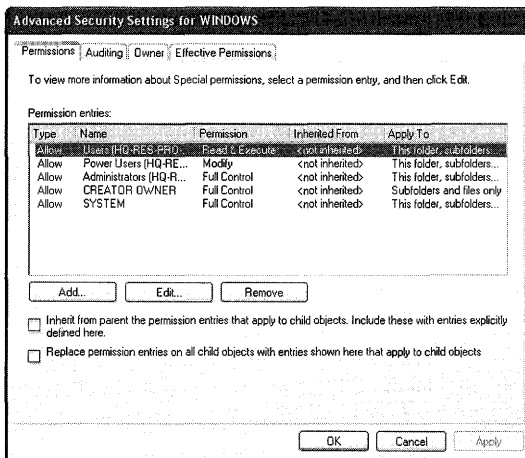 Advanced Security Settings for WINDOWS
Permissions Auditing Owner Effective Permissions
To view more information about Special permissions, select a permission entry, and then click Edit.
Permission entries:
Type Name Permission Inherited From Apply To
Allow Users (HQ-RES-PRO- Read & Execute <not inherited> This folder, subfolders...
Allow Power Users (HQ-RE... Modify <not inherited> This folder, subfolders...
Allow Administrators (HQ-R... Full Control <not inherited> This folder, subfolders...
Allow CREATOR OWNER Full Control <not inherited> Subfolders and files only
Allow SYSTEM Full Control <not inherited> This folder, subfolders...
Add... Edit... Remove
Inherit from parent the permission entries that apply to child objects. Include these with entries explicitly
defined here.
Replace permission entries on all child objects with entries shown here that apply to child objects
OK Cancel Apply